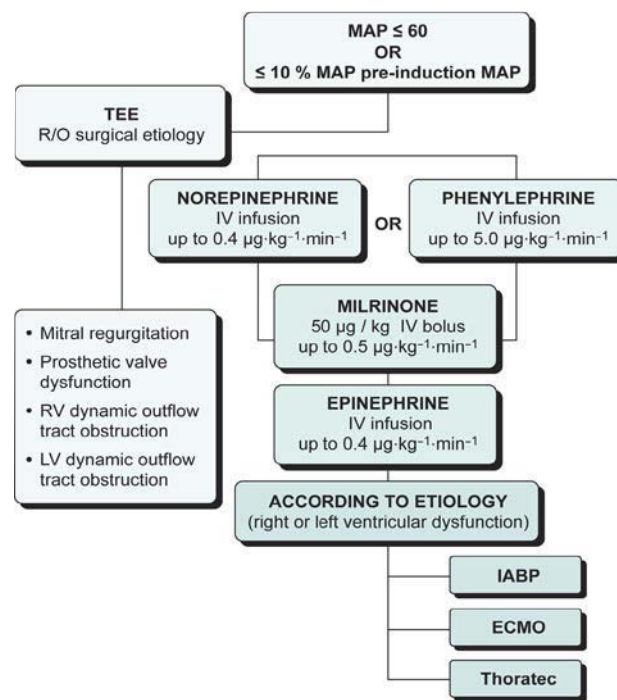 MAP ≤ 60
OR
≤ 10 % MAP pre-induction MAP
TEE
R/O surgical etiology
NOREPINEPHRINE
IV infusion
up to 0.4 µg·kg⁻¹·min⁻¹
OR
PHENYLEPHRINE
IV infusion
up to 5.0 µg·kg⁻¹·min⁻¹
• Mitral regurgitation
• Prosthetic valve
dysfunction
• RV dynamic outflow
tract obstruction
• LV dynamic outflow
tract obstruction
MILRINONE
50 µg / kg IV bolus
up to 0.5 µg·kg⁻¹·min⁻¹
EPINEPHRINE
IV infusion
up to 0.4 µg·kg⁻¹·min⁻¹
ACCORDING TO ETIOLOGY
(right or left ventricular dysfunction)
IABP
ECMO
Thoratec